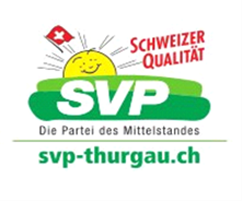 SCHWEIZER
QUALITÄT
SVP
Die Partei des Mittelstandes
svp-thurgau.ch